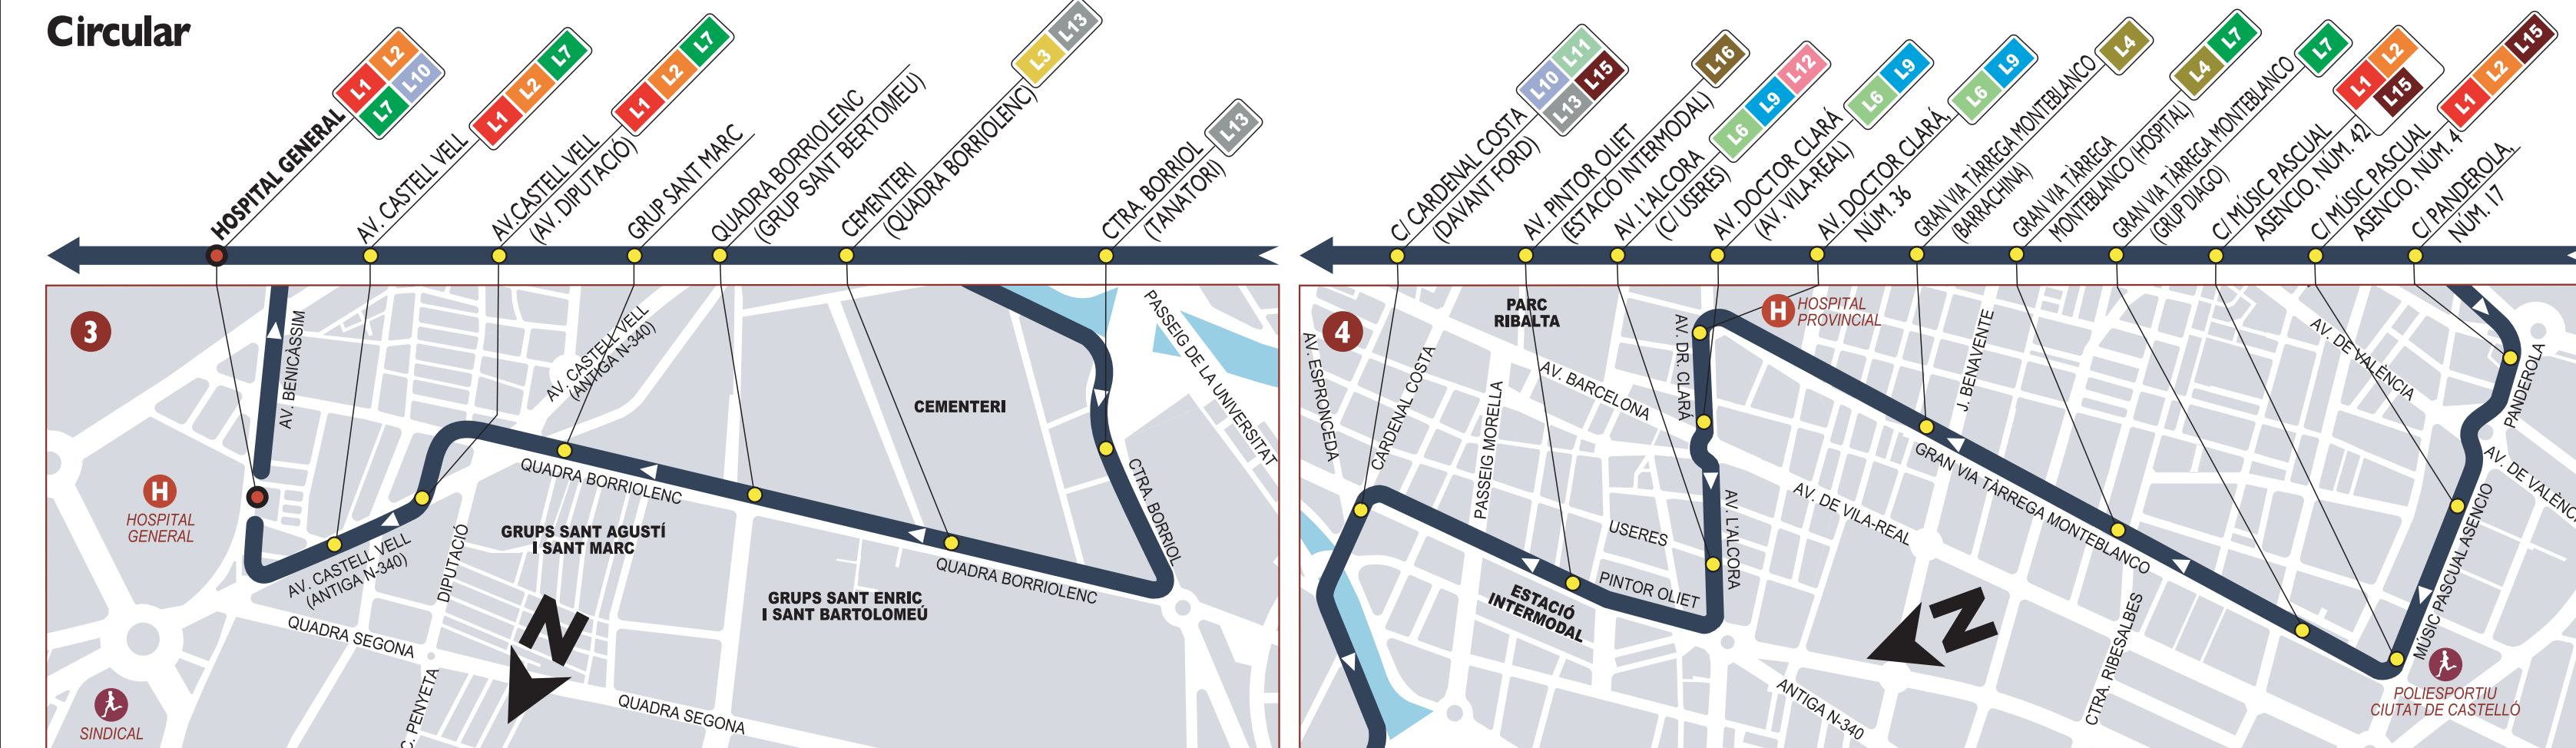 Circular
HOSPITAL GENERAL
L1 L2
L7 L10
AV. CASTELL VELL
L1 L2 L7
AV.CASTELL VELL
(AV. DIPUTACIÓ)
L1 L2 L7
GRUP SANT MARC
QUADRA BORRIOLENC
(GRUP SANT BERTOMEU)
CEMENTERI
(QUADRA BORRIOLENC)
L3 L13
CTRA. BORRIOL
(TANATORI)
L13
C/ CARDENAL COSTA
(DAVANT FORD)
L10 L11
L13 L15
AV. PINTOR OLIET
(ESTACIÓ INTERMODAL)
L16
AV. L'ALCORA
(C/ USERES)
L6 L9 L12
AV. DOCTOR CLARÁ
(AV. VILA-REAL)
L6 L9
AV. DOCTOR CLARÁ,
NÚM. 36
L6 L9
GRAN VIA TÀRREGA MONTEBLANCO
(BARRACHINA)
L4
GRAN VIA TÀRREGA
MONTEBLANCO (HOSPITAL)
L4 L7
GRAN VIA TÀRREGA MONTEBLANCO
(GRUP DIAGO)
L7
C/ MÚSIC PASCUAL
ASENCIO, NÚM. 42
L1 L2
L15
C/ MÚSIC PASCUAL
ASENCIO, NÚM. 4
L1 L2 L15
C/ PANDEROLA,
NÚM. 17
3
AV. BENICÀSSIM
AV. CASTELL VELL
(ANTIGA N-340)
PASSEIG DE LA UNIVERSITAT
CEMENTERI
H
HOSPITAL
GENERAL
QUADRA BORRIOLENC
CTRA. BORRIOL
GRUPS SANT AGUSTÍ
I SANT MARC
AV. CASTELL VELL
(ANTIGA N-340)
DIPUTACIÓ
QUADRA BORRIOLENC
GRUPS SANT ENRIC
I SANT BARTOLOMEÚ
N
QUADRA SEGONA
C. PENYETA
QUADRA SEGONA
SINDICAL
4
PARC
RIBALTA
H
HOSPITAL
PROVINCIAL
AV. ESPRONCEDA
CARDENAL COSTA
PASSEIG MORELLA
AV. BARCELONA
AV. DR. CLARÁ
J. BENAVENTE
AV. DE VALÈNCIA
PANDEROLA
AV. DE VALÈNC
GRAN VIA TÀRREGA MONTEBLANCO
AV. DE VILA-REAL
AV. L'ALCORA
USERES
PINTOR OLIET
ESTACIÓ
INTERMODAL
MÚSIC PASCUAL ASENCIO
N
CTRA. RIBESALBES
ANTIGA N-340
POLIESPORTIU
CIUTAT DE CASTELLÓ